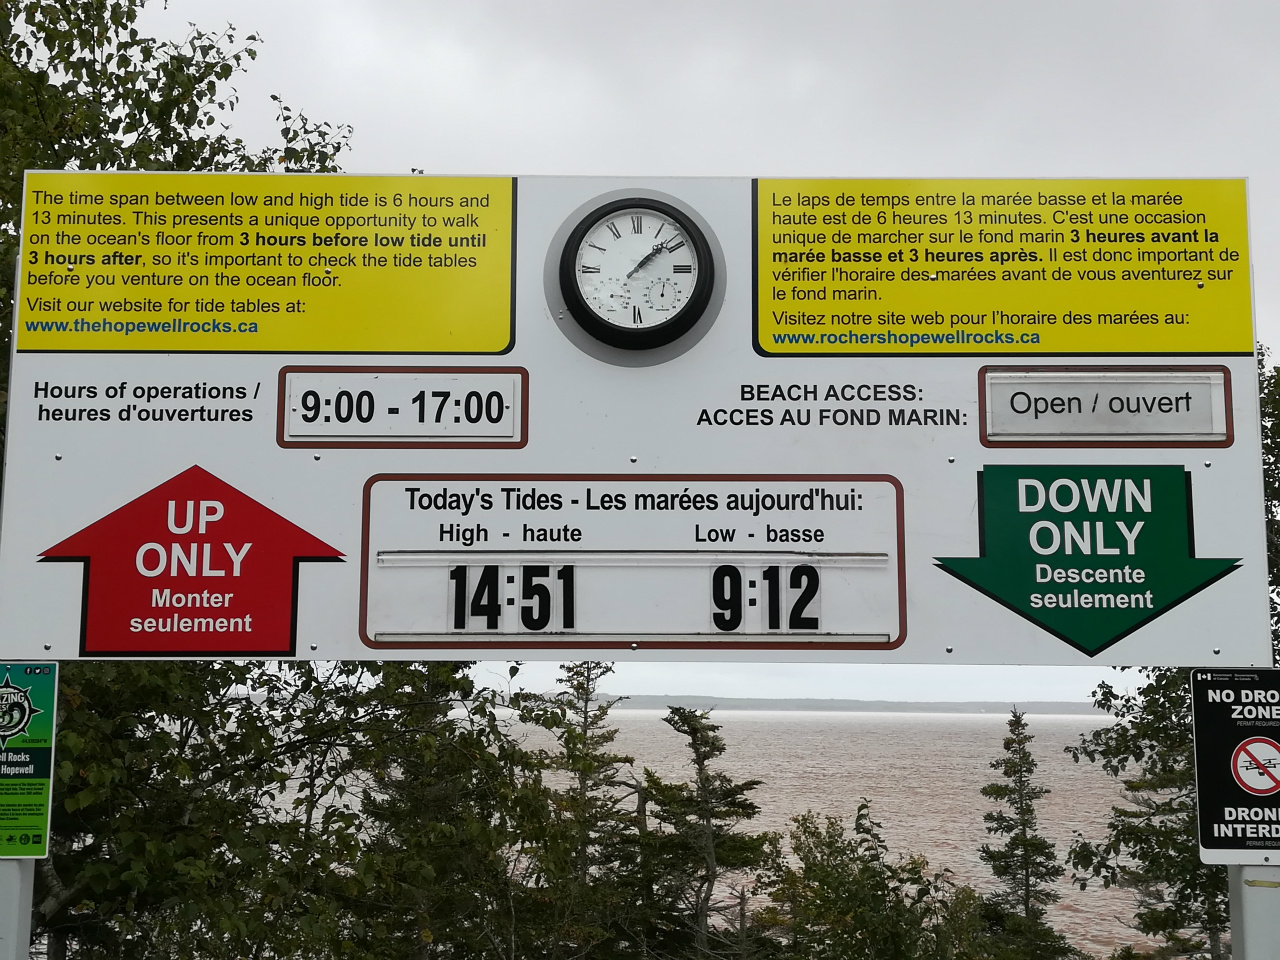 The time span between low and high tide is 6 hours and
13 minutes. This presents a unique opportunity to walk
on the ocean's floor from 3 hours before low tide until
3 hours after, so it's important to check the tide tables
before you venture on the ocean floor.
Visit our website for tide tables at:
www.thehopewellrocks.ca
Le laps de temps entre la marée basse et la marée
haute est de 6 heures 13 minutes. C'est une occasion
unique de marcher sur le fond marin 3 heures avant la
marée basse et 3 heures après. Il est donc important de
vérifier l'horaire des marées avant de vous aventurez sur
le fond marin.
Visitez notre site web pour l'horaire des marées au:
www.rochershopewellrocks.ca
Hours of operations /
heures d'ouvertures
9:00 - 17:00
BEACH ACCESS:
ACCES AU FOND MARIN:
Open / ouvert
UP
ONLY
Monter
seulement
Today's Tides - Les marées aujourd'hui:
High - haute
Low - basse
14:51
9:12
DOWN
ONLY
Descente
seulement
Rocks
Hopewell
NO
ZONE